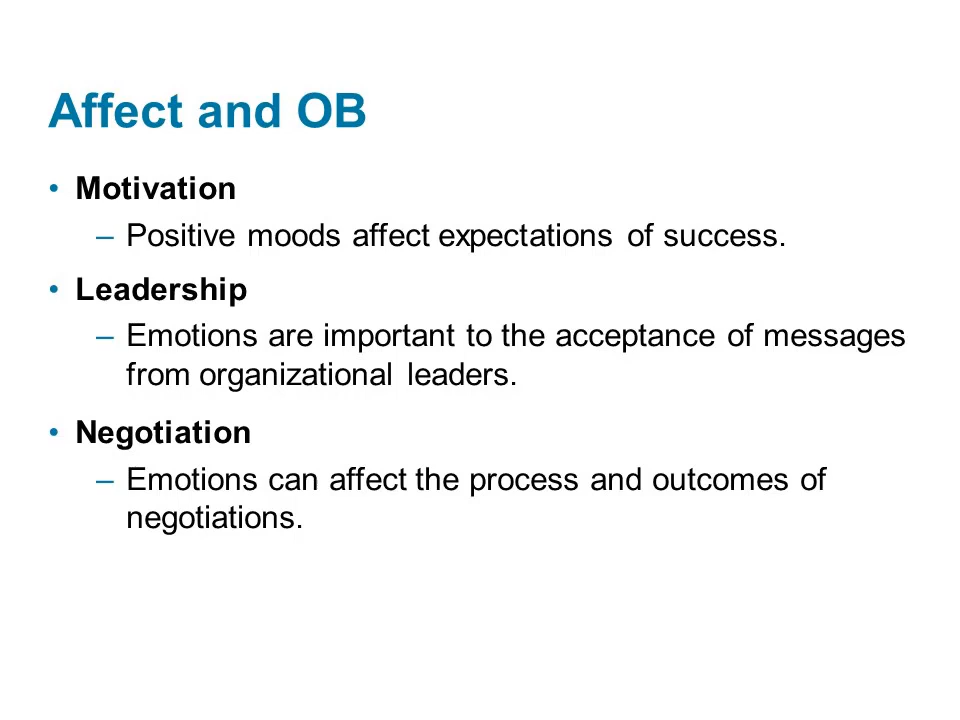 Affect and OB
• Motivation
– Positive moods affect expectations of success.
• Leadership
– Emotions are important to the acceptance of messages
from organizational leaders.
• Negotiation
– Emotions can affect the process and outcomes of
negotiations.